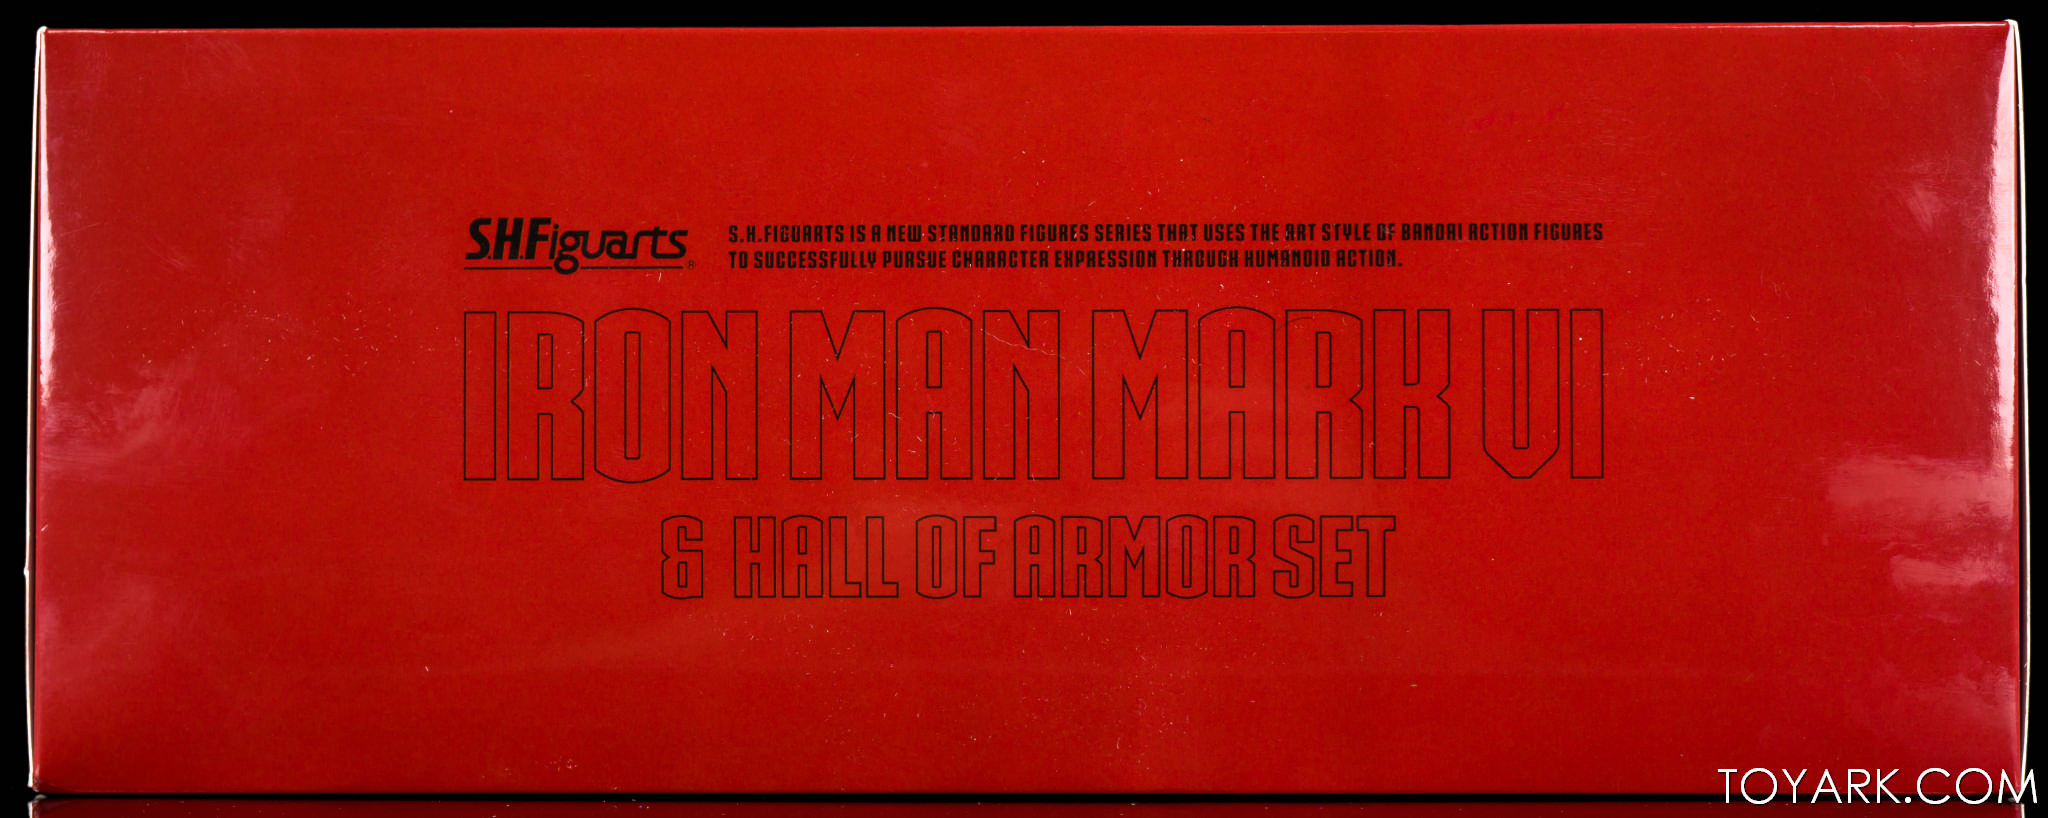 S.H.Figuarts®
S.H.FIGUARTS IS A NEW STANDARD FIGURES SERIES THAT USES THE ART STYLE OF BANDAI ACTION FIGURES
TO SUCCESSFULLY PURSUE CHARACTER EXPRESSION THROUGH HUMANOID ACTION.
IRON MAN MARK VI
& HALL OF ARMOR SET
TOYARK.COM